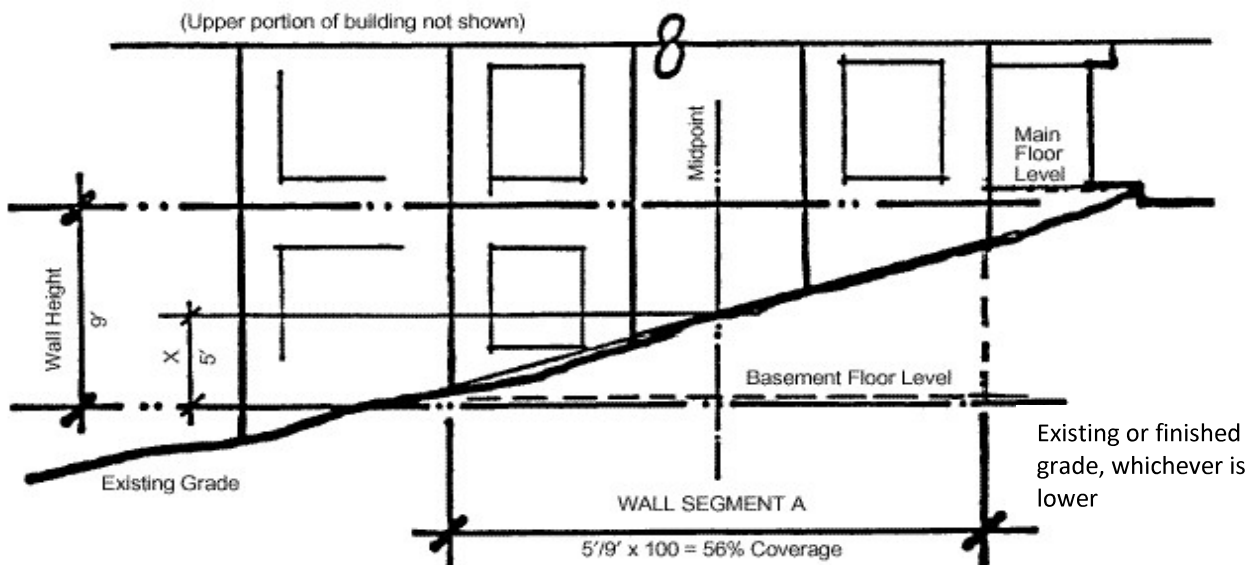 (Upper portion of building not shown)
8
Midpoint
Main
Floor
Level
Wall Height
9′
X
5′
Basement Floor Level
Existing Grade
Existing or finished
grade, whichever is
lower
WALL SEGMENT A
5′/9′ x 100 = 56% Coverage